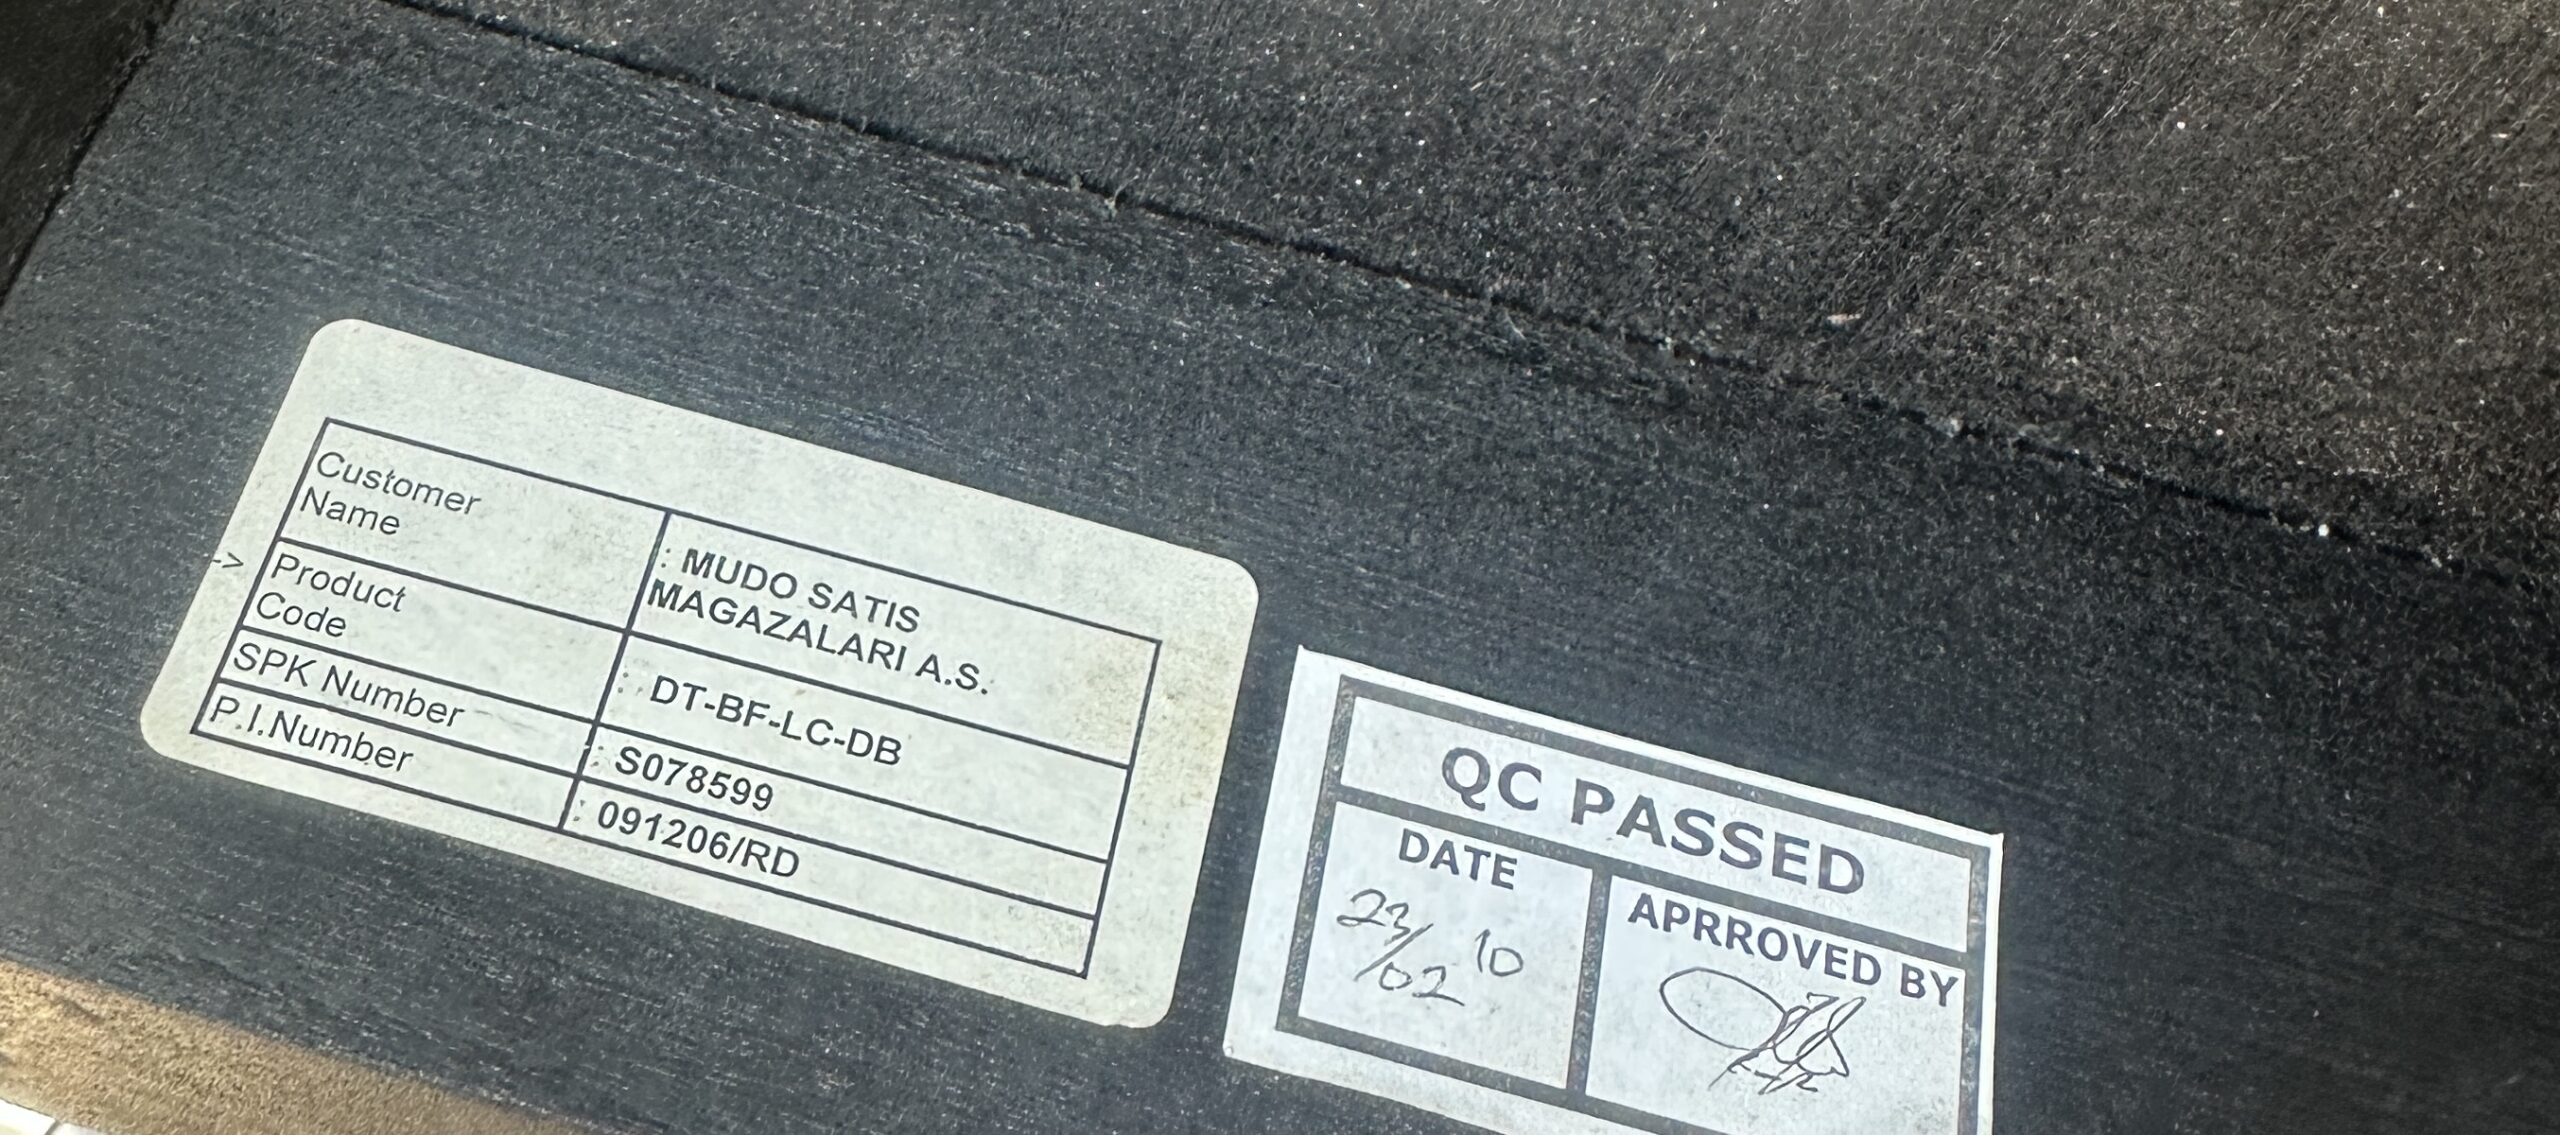 Customer
Name
: MUDO SATIS
MAGAZALARI A.S.
->
Product
Code
: DT-BF-LC-DB
SPK Number
: S078599
P.I.Number
: 091206/RD
QC PASSED
DATE
APRROVED BY
23/02 10